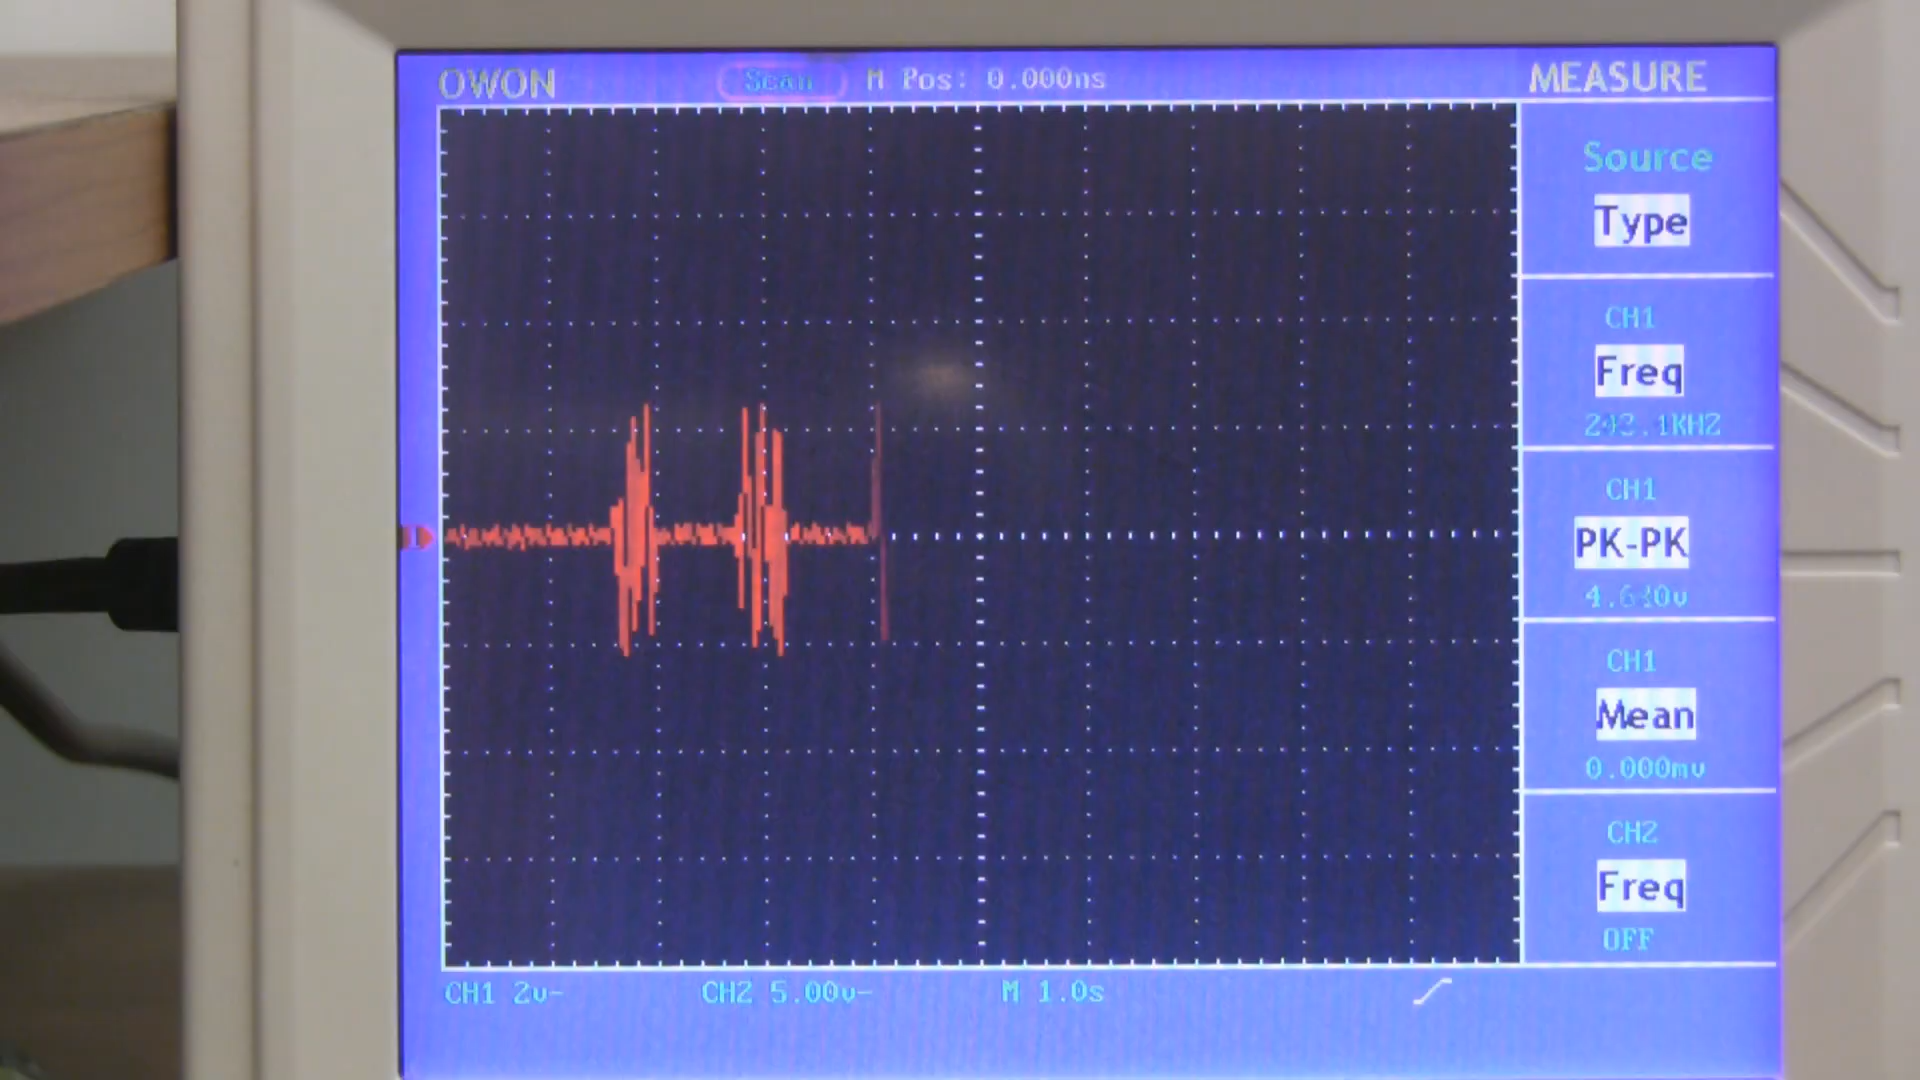 OWON Scan M Pos: 0.000ns MEASURE
Source
Type
CH1
Freq
CH1
PK-PK
1
CH1
Mean
0.000mv
CH2
Freq
OFF
CH1 2v- CH2 5.00v- M 1.0s